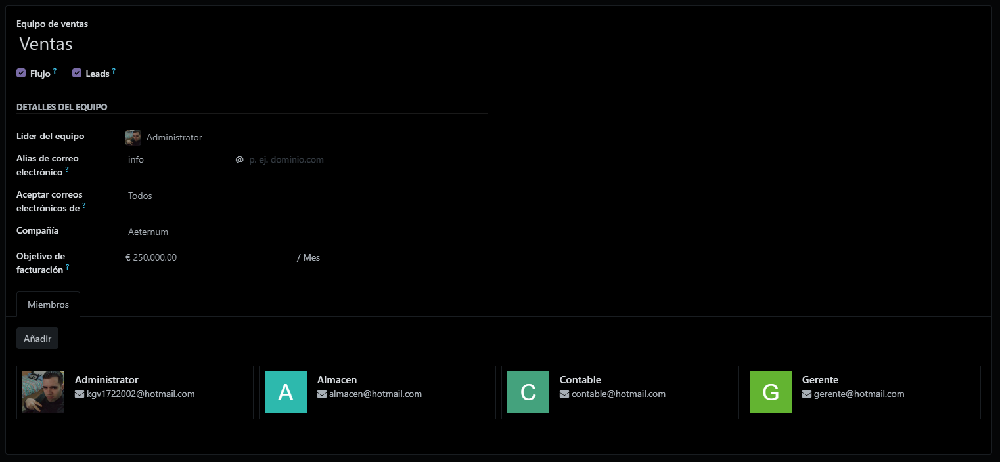 Equipo de ventas
Ventas
Flujo ? Leads ?
DETALLES DEL EQUIPO
Líder del equipo Administrator
Alias de correo
electrónico ? info @ p. ej. dominio.com
Aceptar correos
electrónicos de ? Todos
Compañía Aeternum
Objetivo de
facturación ? € 250.000,00 / Mes
Miembros
Añadir
Administrator
kgv1722002@hotmail.com
A
Almacen
almacen@hotmail.com
C
Contable
contable@hotmail.com
G
Gerente
gerente@hotmail.com